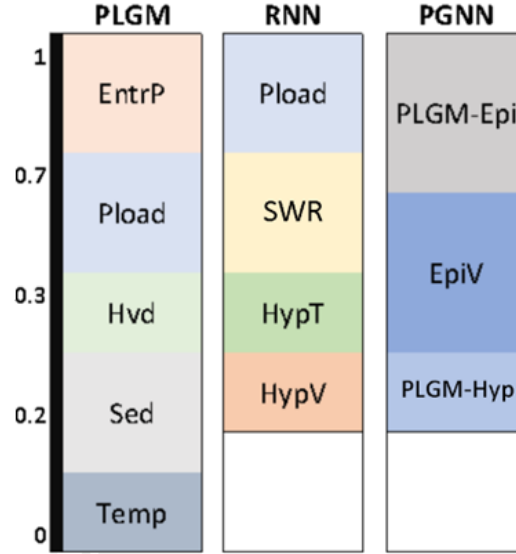 PLGM RNN PGNN
1
EntrP Pload PLGM-Epi
0.7
Pload SWR EpiV
0.3
Hvd HypT
0.2
Sed HypV PLGM-Hyp
Temp
0